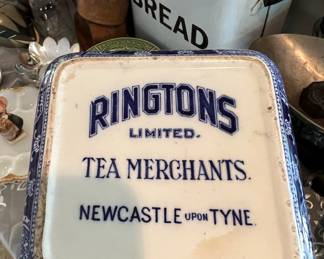 BREAD
RINGTONS
LIMITED.
TEA MERCHANTS.
NEWCASTLE UPON TYNE.